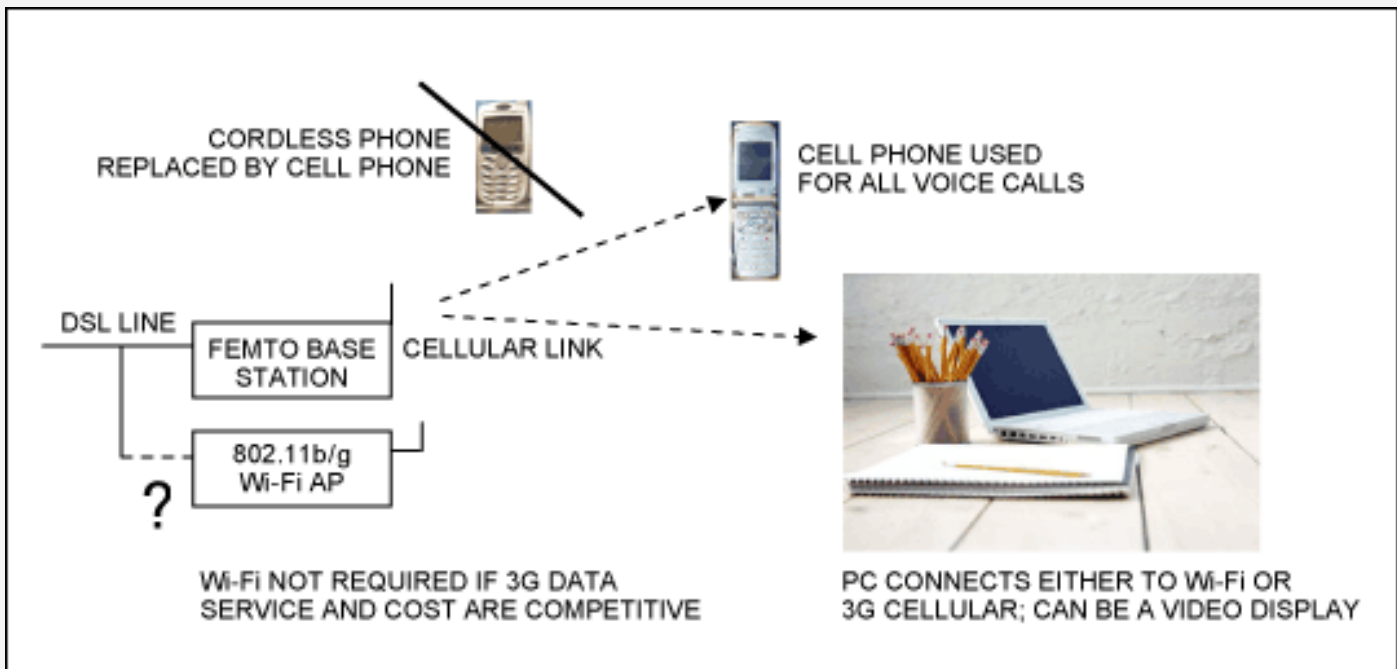 CORDLESS PHONE
REPLACED BY CELL PHONE
CELL PHONE USED
FOR ALL VOICE CALLS
DSL LINE
FEMTO BASE
STATION
CELLULAR LINK
802.11b/g
Wi-Fi AP
?
Wi-Fi NOT REQUIRED IF 3G DATA
SERVICE AND COST ARE COMPETITIVE
PC CONNECTS EITHER TO Wi-Fi OR
3G CELLULAR; CAN BE A VIDEO DISPLAY